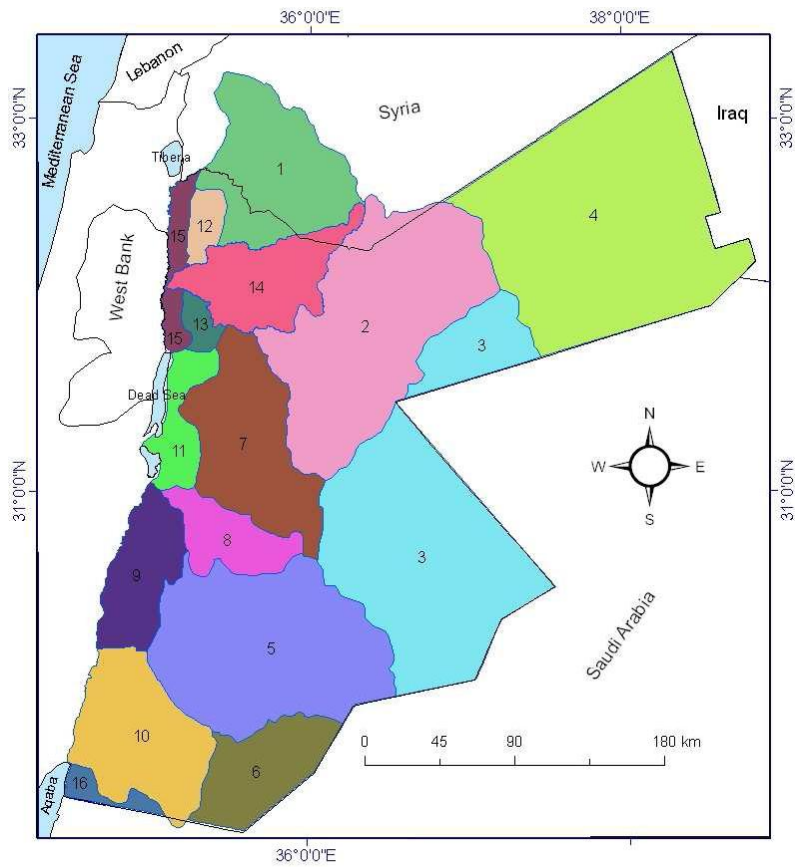 36°0'0"E
38°0'0"E
33°0'0"N
33°0'0"N
Mediterranean Sea
Lebanon
Syria
Iraq
Tiberia
1
4
12
15
West Bank
14
2
13
15
3
Dead Sea
7
11
N
W
E
S
31°0'0"N
31°0'0"N
8
9
3
5
Saudi Arabia
10
0
45
90
180 km
6
16
Aqaba
36°0'0"E